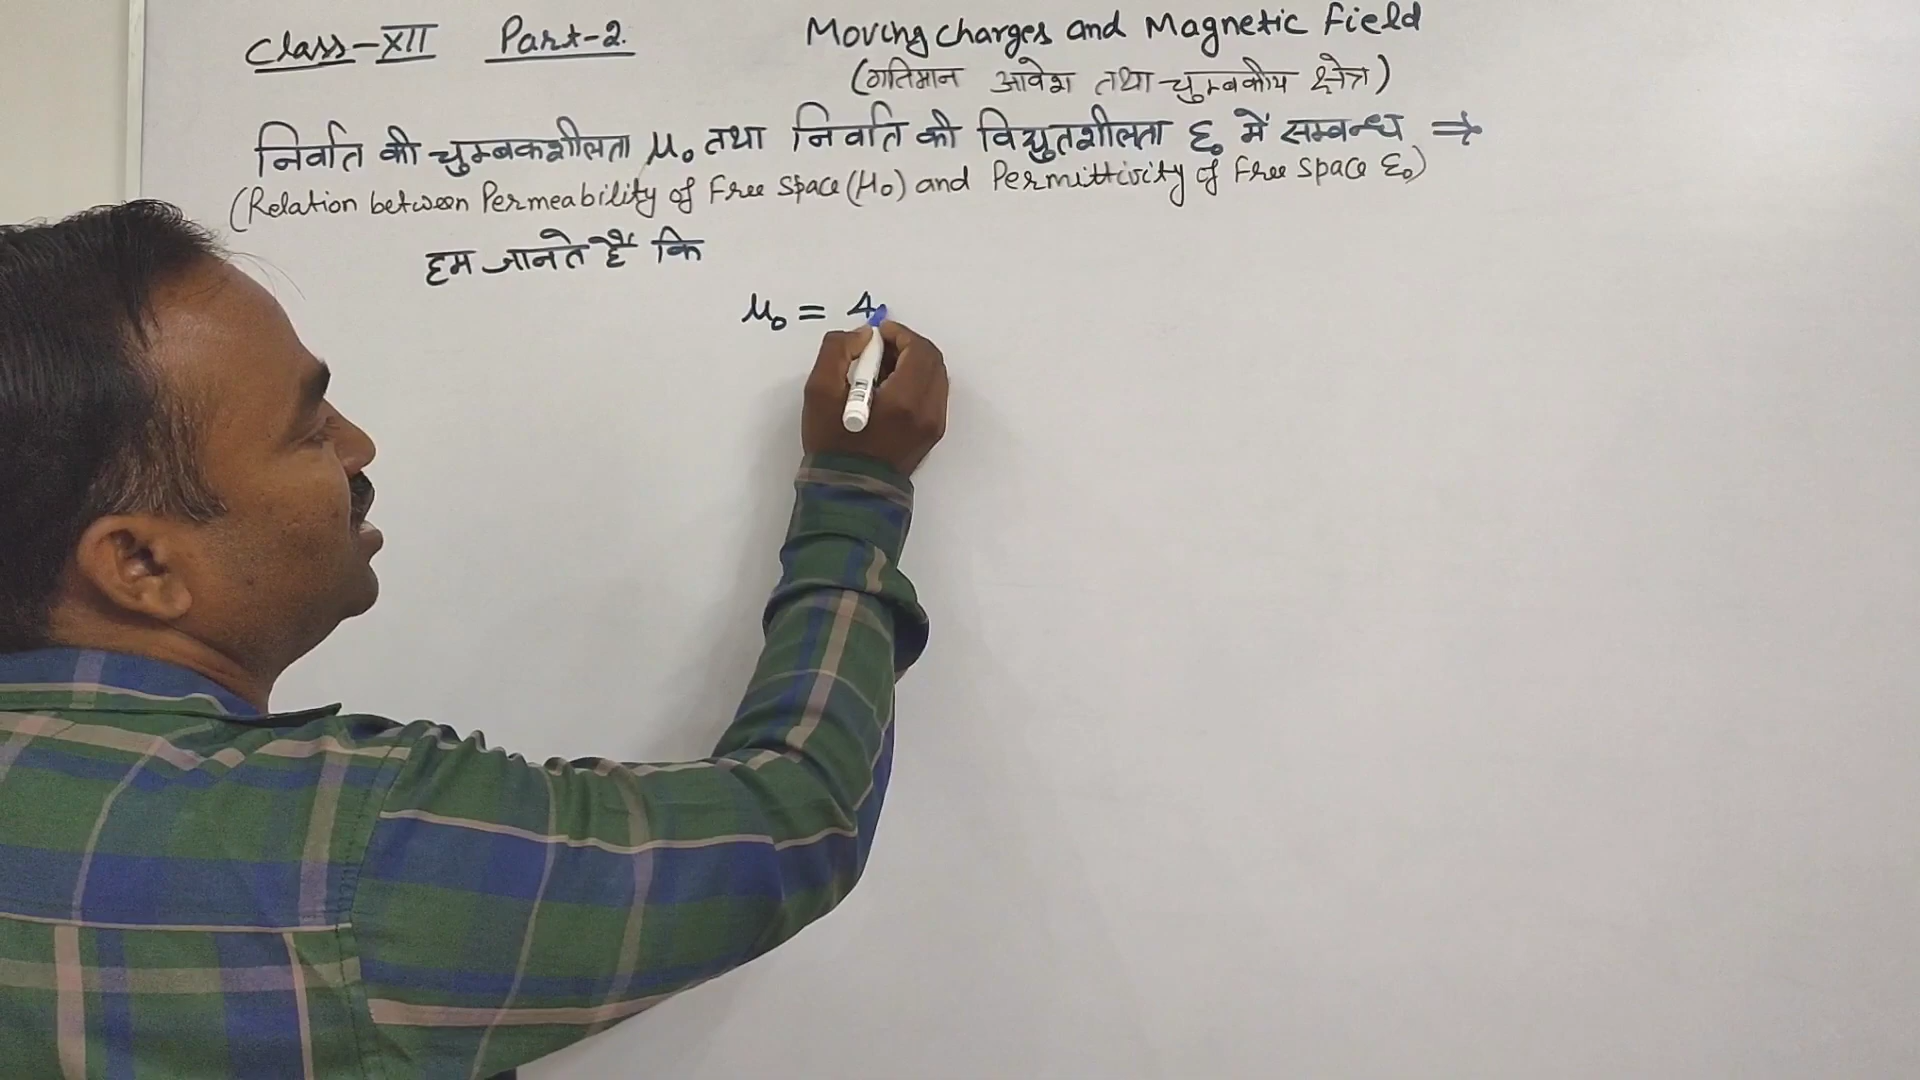 Class-XII Part-2. Moving charges and Magnetic field
(गतिमान आवेश तथा चुम्बकीय क्षेत्र)
निर्वात की चुम्बकशीलता μ₀ तथा निर्वात की विद्युतशीलता ε₀ में सम्बन्ध ⇒
(Relation between Permeability of free space (μ₀) and Permittivity of free space ε₀)
हम जानते हैं कि
μ₀ = 4